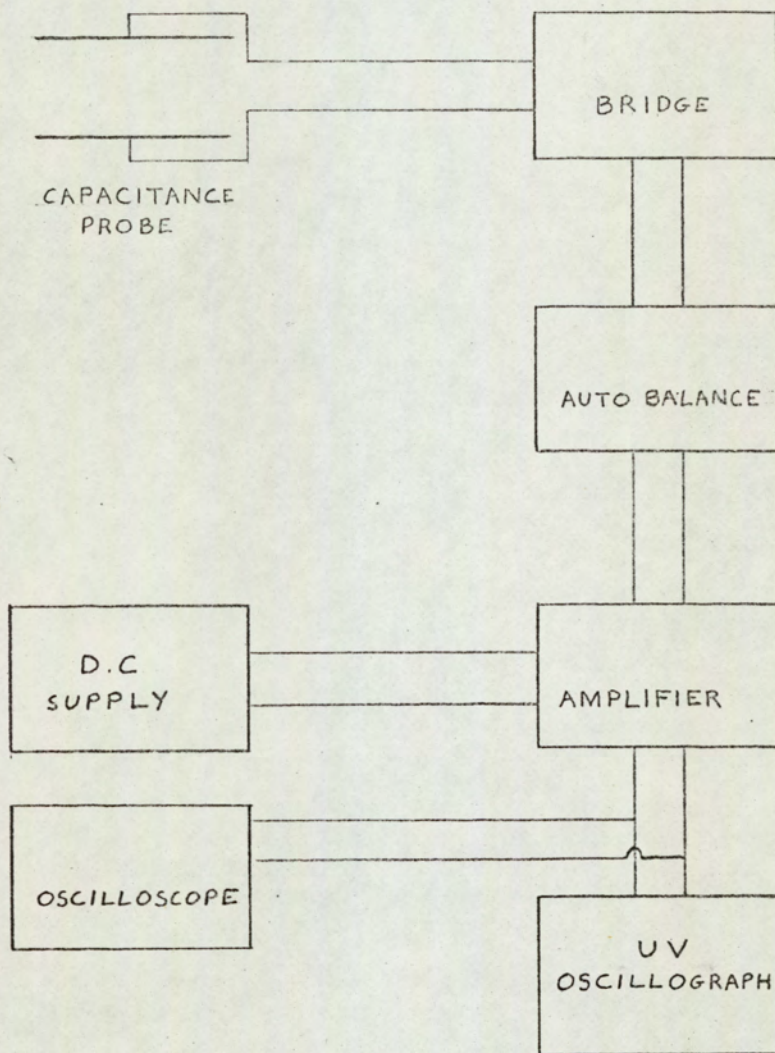 BRIDGE
CAPACITANCE
PROBE
AUTO BALANCE
D.C
SUPPLY
AMPLIFIER
OSCILLOSCOPE
UV
OSCILLOGRAPH